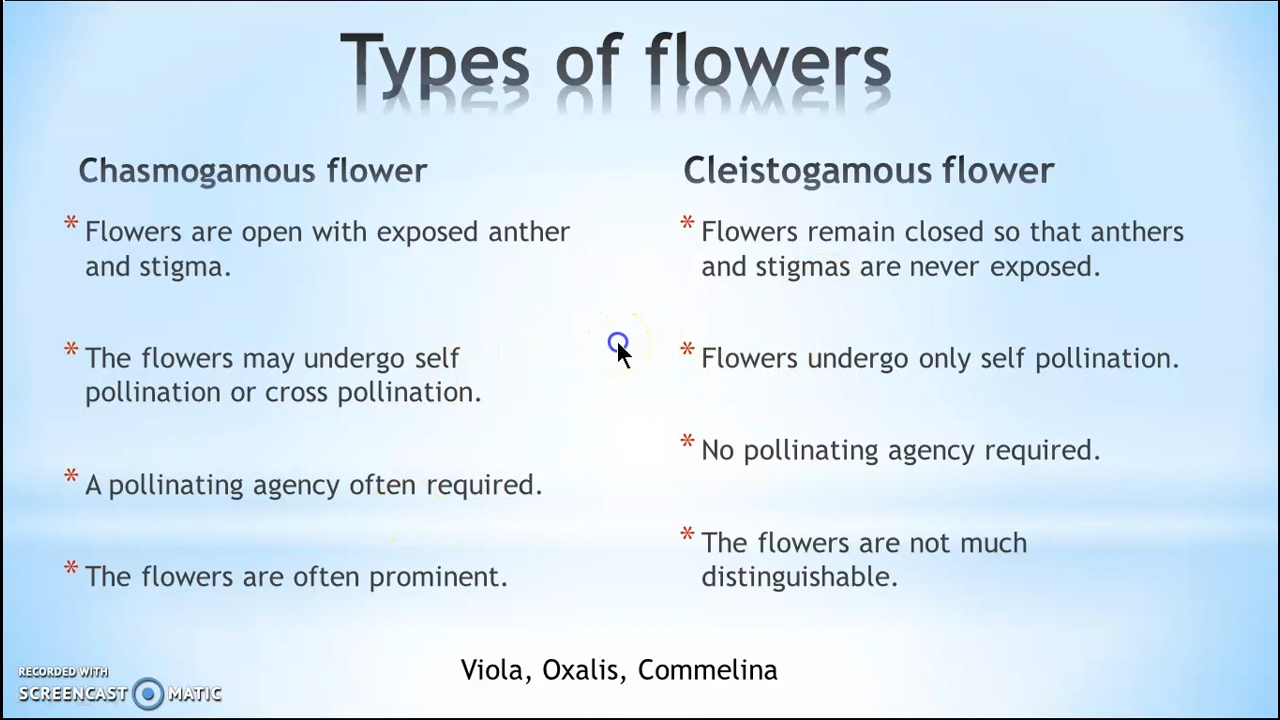 Types of flowers
Chasmogamous flower
* Flowers are open with exposed anther
and stigma.
* The flowers may undergo self
pollination or cross pollination.
* A pollinating agency often required.
* The flowers are often prominent.
Cleistogamous flower
* Flowers remain closed so that anthers
and stigmas are never exposed.
* Flowers undergo only self pollination.
* No pollinating agency required.
* The flowers are not much
distinguishable.
Viola, Oxalis, Commelina
RECORDED WITH
SCREENCAST MATIC